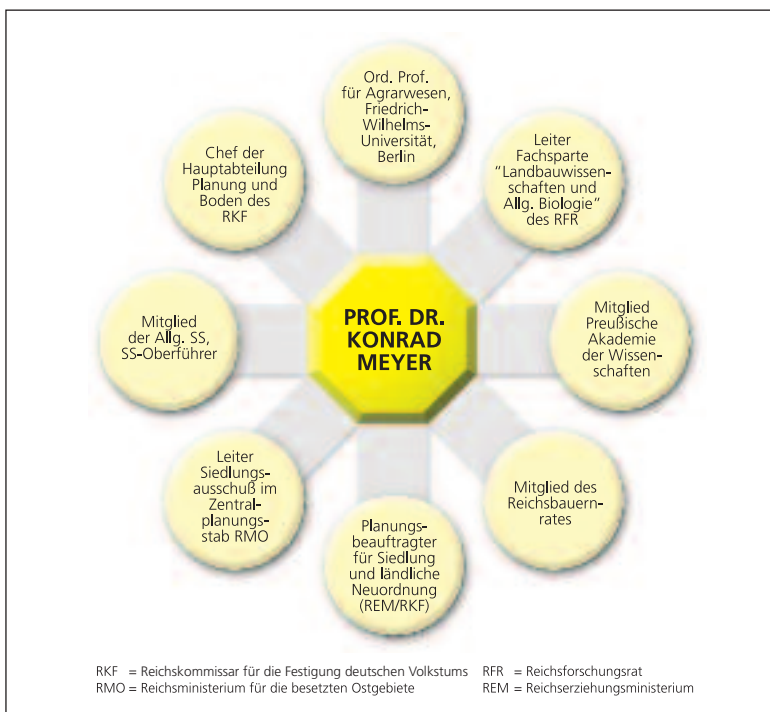 Ord. Prof.
für Agrarwesen,
Friedrich-
Wilhelms-
Universität,
Berlin
Leiter
Fachsparte
"Landbauwissen-
schaften und
Allg. Biologie"
des RFR
Mitglied
Preußische
Akademie
der Wissen-
schaften
Mitglied des
Reichsbauern-
rates
Planungs-
beauftragter
für Siedlung
und ländliche
Neuordnung
(REM/RKF)
Leiter
Siedlungs-
ausschuß im
Zentral-
planungs-
stab RMO
Mitglied
der Allg. SS,
SS-Oberführer
Chef der
Hauptabteilung
Planung und
Boden des
RKF
PROF. DR.
KONRAD
MEYER
RKF = Reichskommissar für die Festigung deutschen Volkstums RFR = Reichsforschungsrat
RMO = Reichsministerium für die besetzten Ostgebiete REM = Reichserziehungsministerium